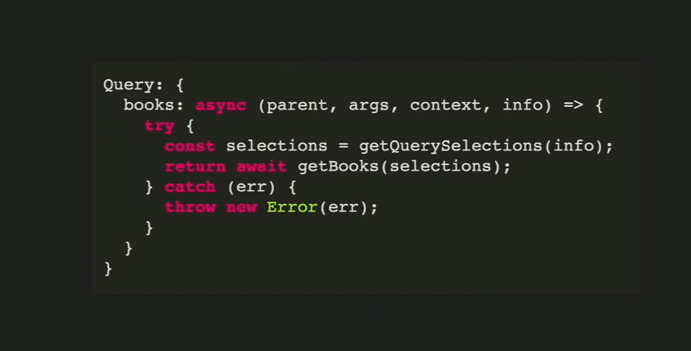 Query: {
  books: async (parent, args, context, info) => {
    try {
      const selections = getQuerySelections(info);
      return await getBooks(selections);
    } catch (err) {
      throw new Error(err);
    }
  }
}